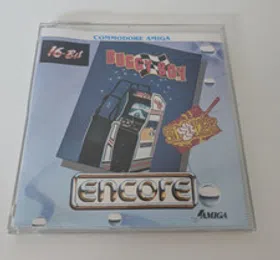 COMMODORE AMIGA
16-Bit
BUGGY BOY
ENCORE
AMIGA